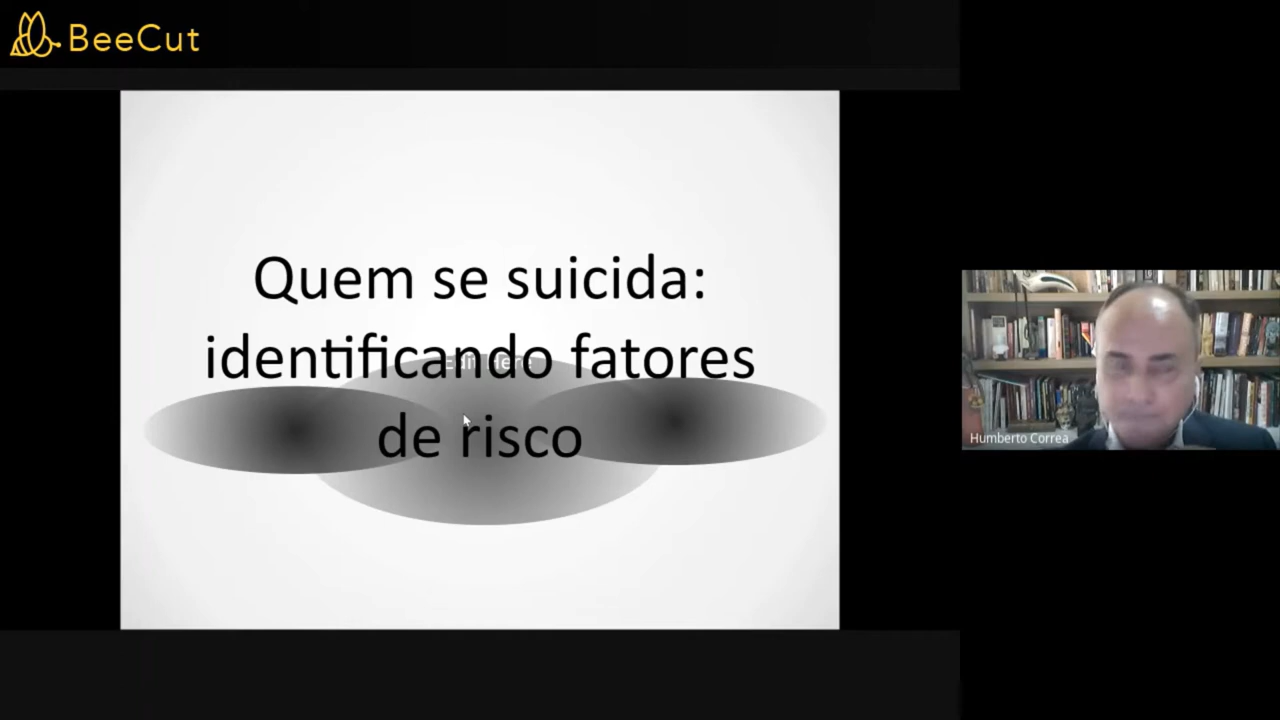 BeeCut
Quem se suicida:
identificando fatores
de risco
Humberto Correa